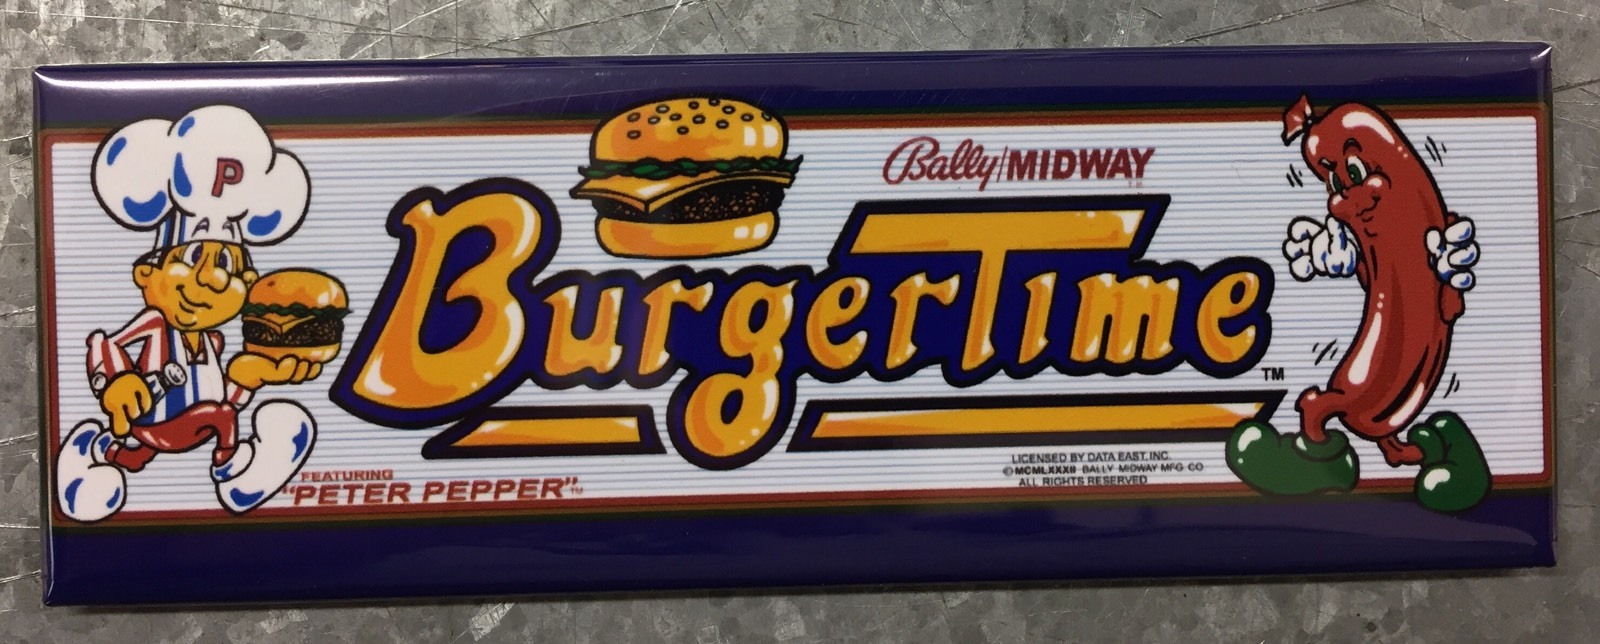 P
Bally/MIDWAY
TM
BurgerTime
TM
FEATURING
"PETER PEPPER"
TM
LICENSED BY DATA EAST, INC.
©MCMLXXXII BALLY MIDWAY MFG CO
ALL RIGHTS RESERVED